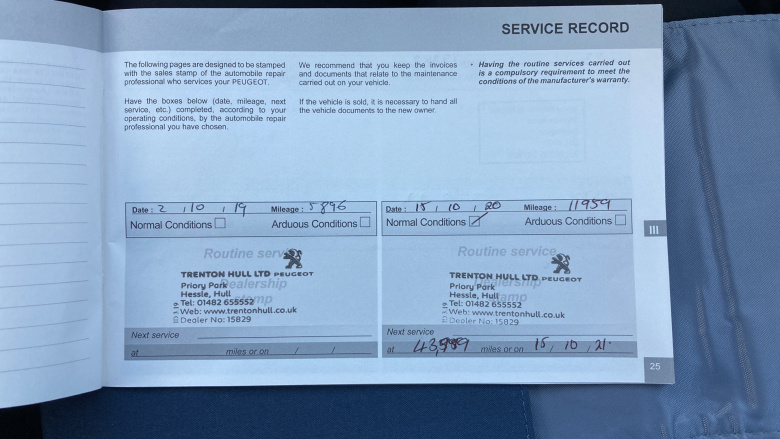 SERVICE RECORD
The following pages are designed to be stamped
with the sales stamp of the automobile repair
professional who services your PEUGEOT.
Have the boxes below (date, mileage, next
service, etc.) completed, according to your
operating conditions, by the automobile repair
professional you have chosen.
We recommend that you keep the invoices
and documents that relate to the maintenance
carried out on your vehicle.
If the vehicle is sold, it is necessary to hand all
the vehicle documents to the new owner.
• Having the routine services carried out
is a compulsory requirement to meet the
conditions of the manufacturer's warranty.
Date : 2 / 10 / 19 Mileage : 5896
Normal Conditions Arduous Conditions
Routine service
TRENTON HULL LTD PEUGEOT
Priory Park Dealership
Hessle, Hull stamp
Tel: 01482 655552
Web: www.trentonhull.co.uk
Dealer No: 15829
Next service
at miles or on / /
Date : 15 / 10 / 20 Mileage : 11959
Normal Conditions Arduous Conditions
Routine service
TRENTON HULL LTD PEUGEOT
Priory Park Dealership
Hessle, Hull stamp
Tel: 01482 655552
Web: www.trentonhull.co.uk
Dealer No: 15829
Next service
at miles or on 15 / 10 / 21.
III
25